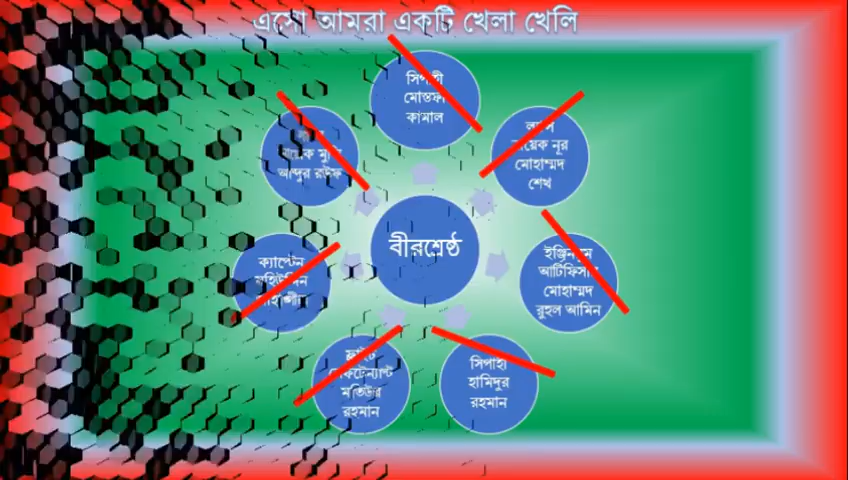 এসো আমরা একটি খেলা খেলি
সিপাহী
মোস্তফা
কামাল
নায়েক নূর
মোহাম্মদ
শেখ
ইঞ্জিনরুম
আর্টিফিসার
মোহাম্মদ
রুহুল আমিন
সিপাহী
হামিদুর
রহমান
ফ্লাইট
লেফটেন্যান্ট
মতিউর
রহমান
ক্যাপ্টেন
মহিউদ্দিন
নায়েক মুন্সি
আব্দুর রউফ
বীরশ্রেষ্ঠ